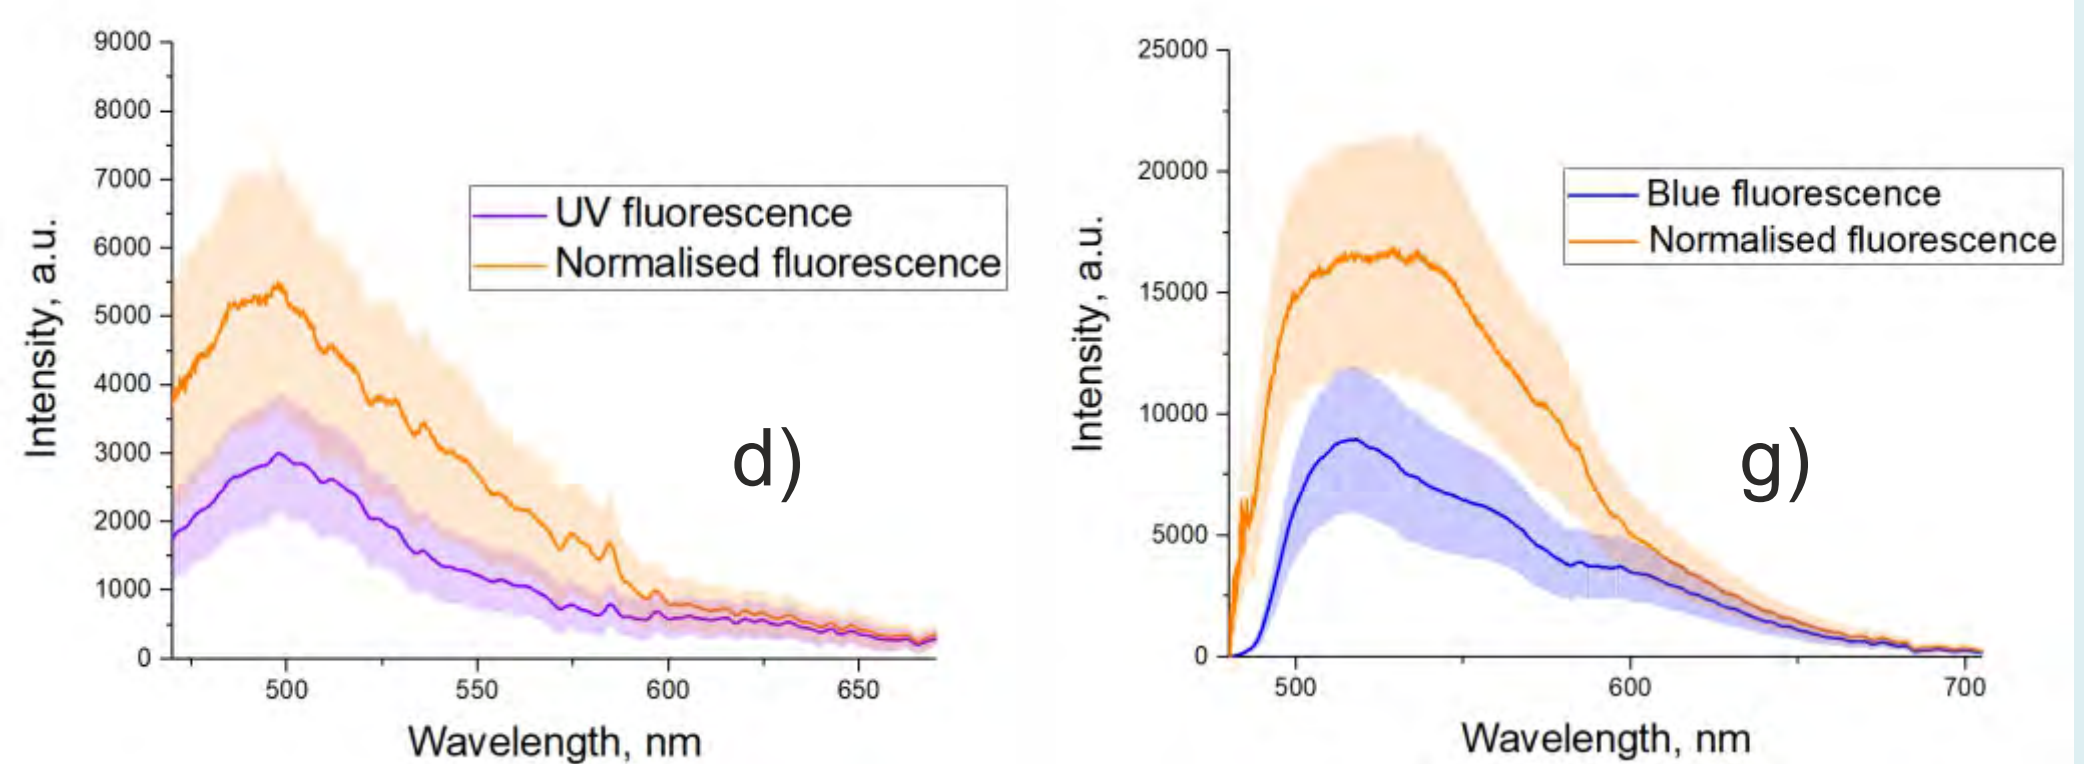 9000
8000
7000
6000
5000
4000
3000
2000
1000
0
500
550
600
650
Intensity, a.u.
Wavelength, nm
UV fluorescence
Normalised fluorescence
d)
25000
20000
15000
10000
5000
0
500
600
700
Intensity, a.u.
Wavelength, nm
Blue fluorescence
Normalised fluorescence
g)